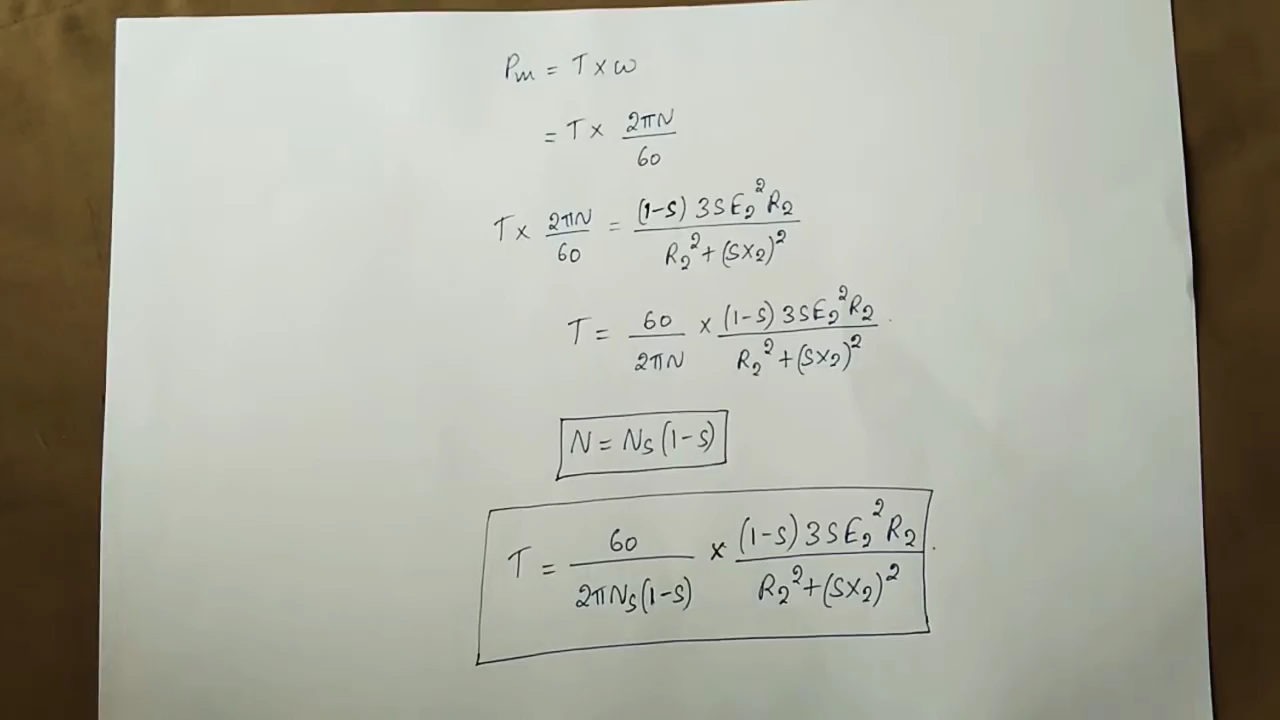 Pm = T × ω
= T × 2πN/60
T × 2πN/60 = (1-s) 3SE₂²R₂ / R₂²+(SX₂)²
T = 60/2πN × (1-s) 3SE₂²R₂ / R₂²+(SX₂)²
N = Ns(1-s)
T = 60/2πNs(1-s) × (1-s) 3SE₂²R₂ / R₂²+(SX₂)²